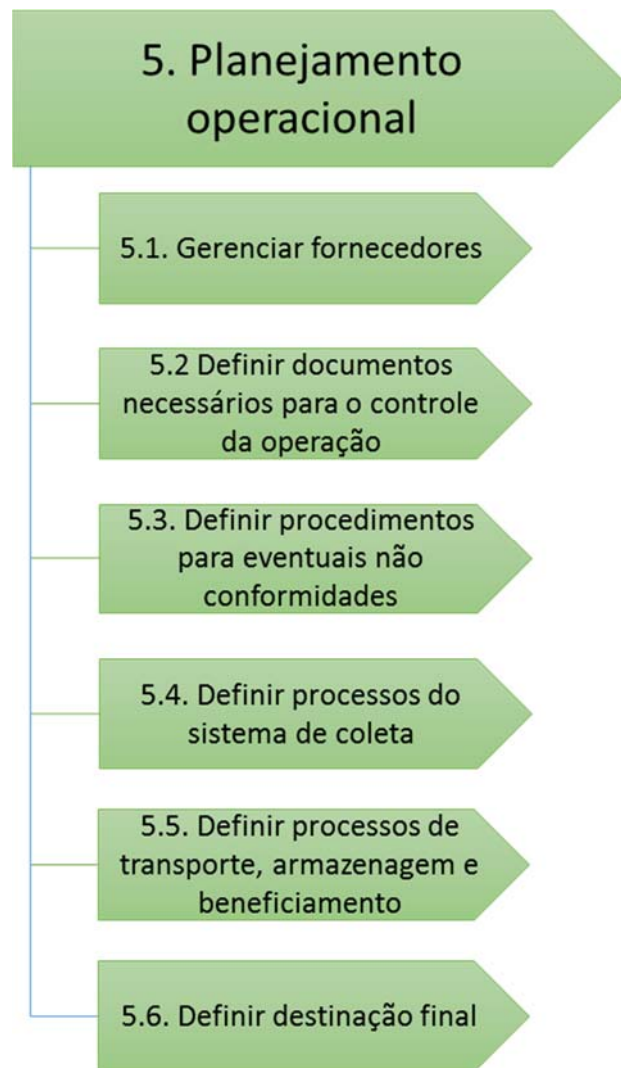 5. Planejamento
operacional
5.1. Gerenciar fornecedores
5.2 Definir documentos
necessários para o controle
da operação
5.3. Definir procedimentos
para eventuais não
conformidades
5.4. Definir processos do
sistema de coleta
5.5. Definir processos de
transporte, armazenagem e
beneficiamento
5.6. Definir destinação final